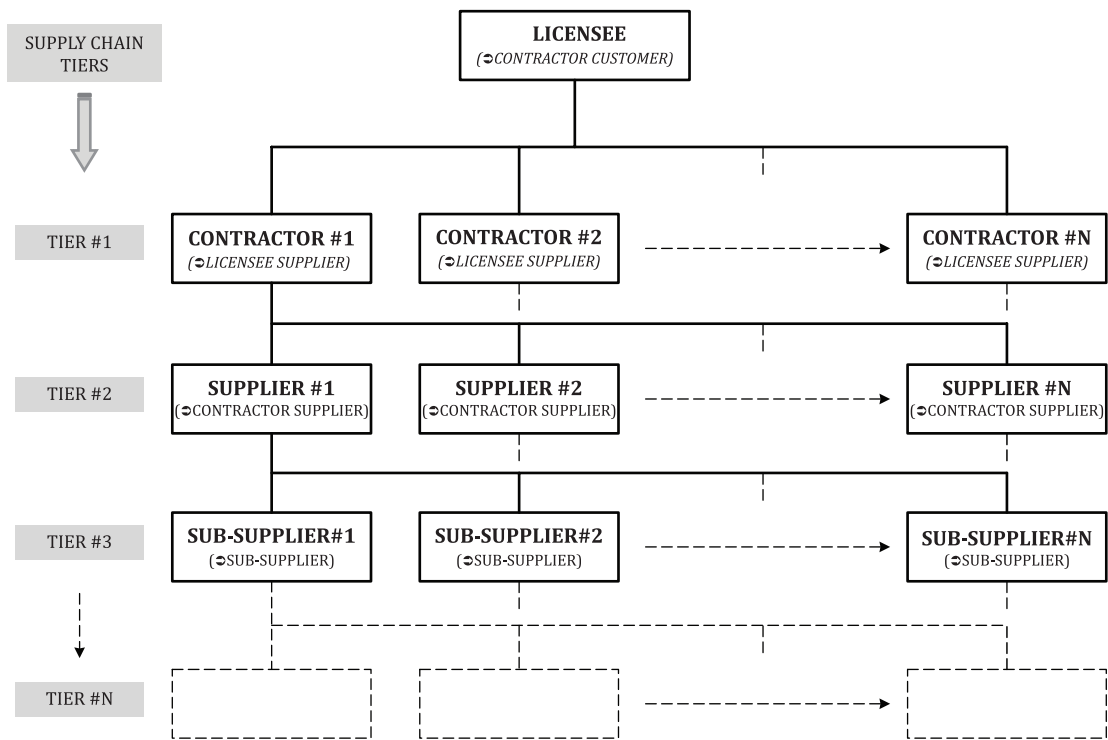 SUPPLY CHAIN
TIERS
LICENSEE
(➲CONTRACTOR CUSTOMER)
TIER #1
CONTRACTOR #1
(➲LICENSEE SUPPLIER)
CONTRACTOR #2
(➲LICENSEE SUPPLIER)
CONTRACTOR #N
(➲LICENSEE SUPPLIER)
TIER #2
SUPPLIER #1
(➲CONTRACTOR SUPPLIER)
SUPPLIER #2
(➲CONTRACTOR SUPPLIER)
SUPPLIER #N
(➲CONTRACTOR SUPPLIER)
TIER #3
SUB-SUPPLIER#1
(➲SUB-SUPPLIER)
SUB-SUPPLIER#2
(➲SUB-SUPPLIER)
SUB-SUPPLIER#N
(➲SUB-SUPPLIER)
TIER #N